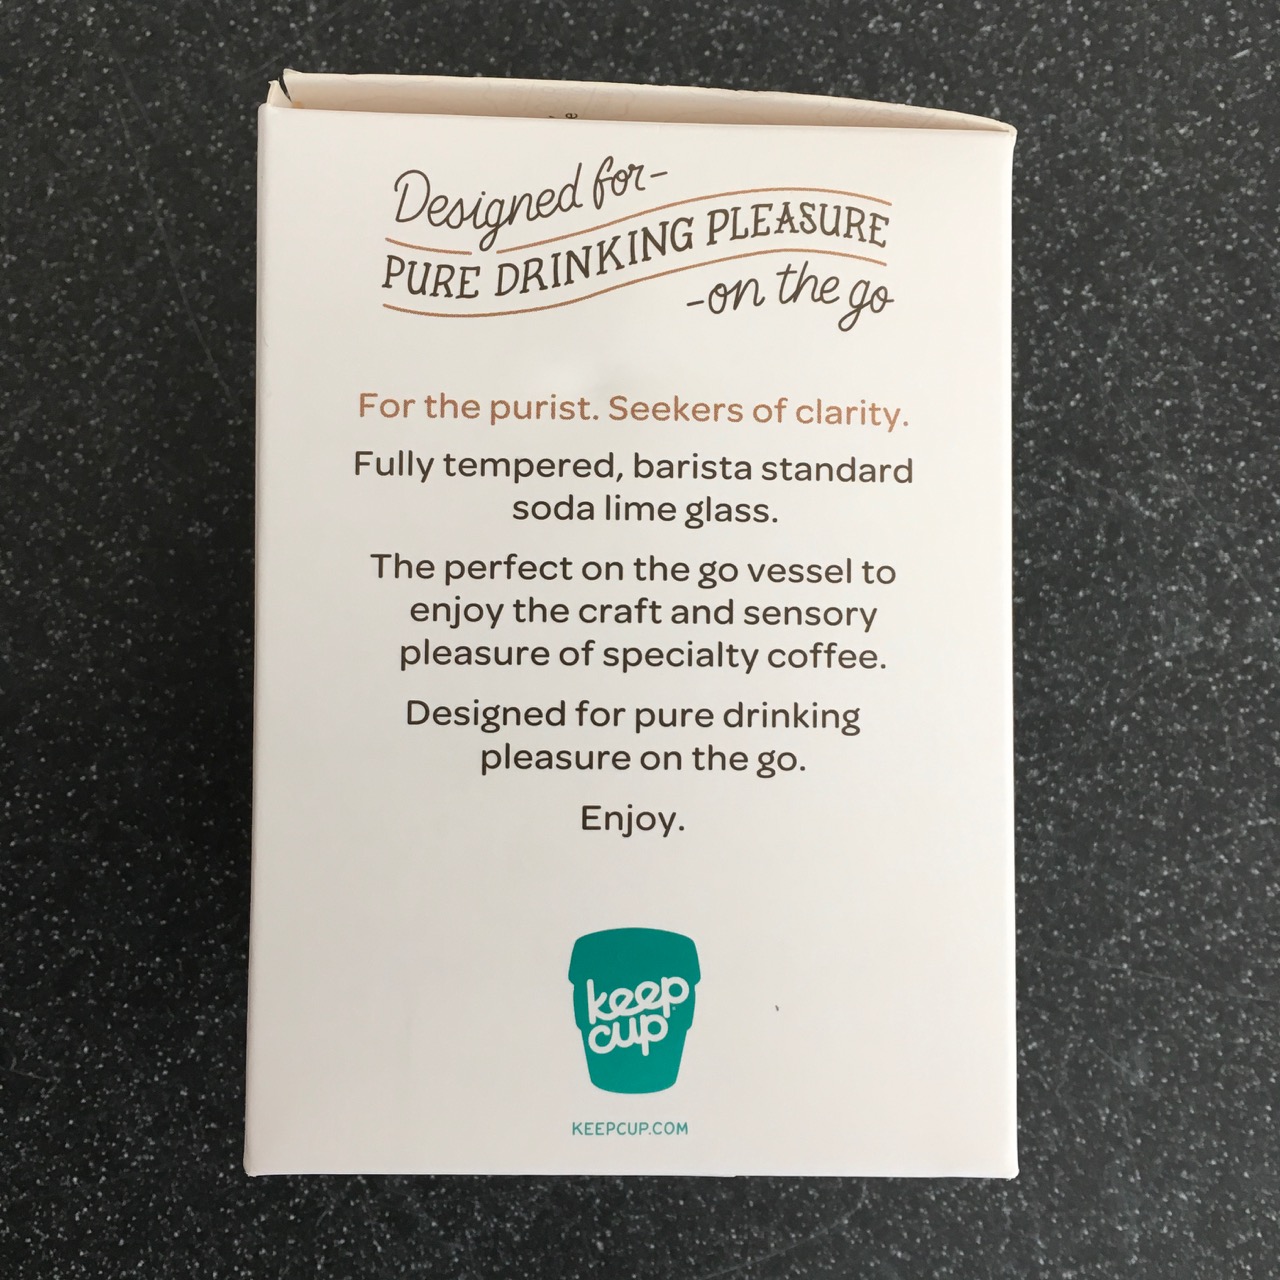 Designed for-
PURE DRINKING PLEASURE
-on the go
For the purist. Seekers of clarity.
Fully tempered, barista standard
soda lime glass.
The perfect on the go vessel to
enjoy the craft and sensory
pleasure of specialty coffee.
Designed for pure drinking
pleasure on the go.
Enjoy.
keep
cup
KEEPCUP.COM